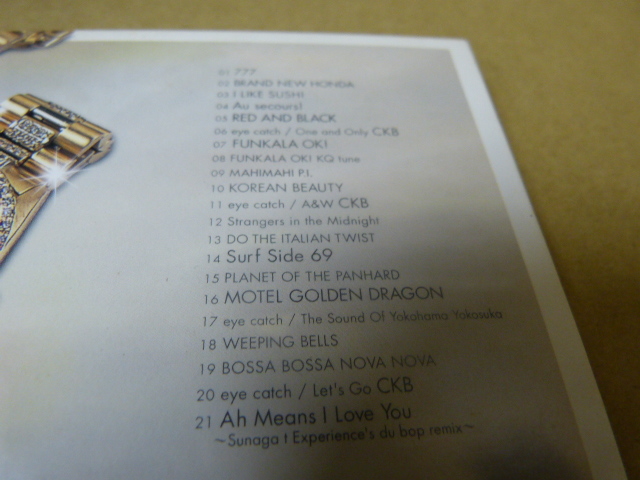 01 777
02 BRAND NEW HONDA
03 I LIKE SUSHI
04 Au secours!
05 RED AND BLACK
06 eye catch / One and Only CKB
07 FUNKALA OK!
08 FUNKALA OK! KQ tune
09 MAHIMAHI P.I.
10 KOREAN BEAUTY
11 eye catch / A&W CKB
12 Strangers in the Midnight
13 DO THE ITALIAN TWIST
14 Surf Side 69
15 PLANET OF THE PANHARD
16 MOTEL GOLDEN DRAGON
17 eye catch / The Sound Of Yokohama Yokosuka
18 WEEPING BELLS
19 BOSSA BOSSA NOVA NOVA
20 eye catch / Let's Go CKB
21 Ah Means I Love You
~Sunaga t Experience's du bop remix~